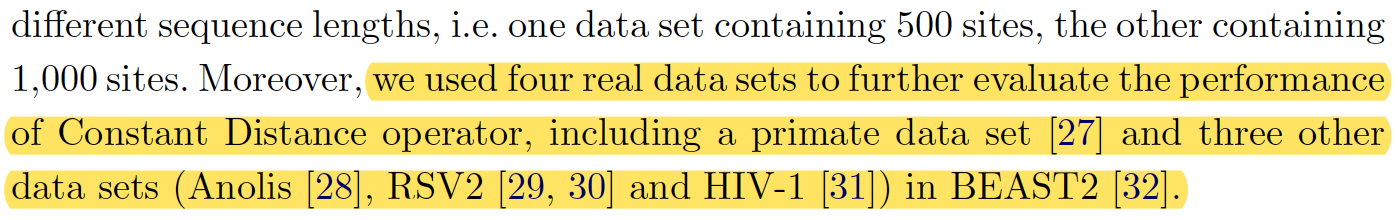 different sequence lengths, i.e. one data set containing 500 sites, the other containing
1,000 sites. Moreover, we used four real data sets to further evaluate the performance
of Constant Distance operator, including a primate data set [27] and three other
data sets (Anolis [28], RSV2 [29, 30] and HIV-1 [31]) in BEAST2 [32].